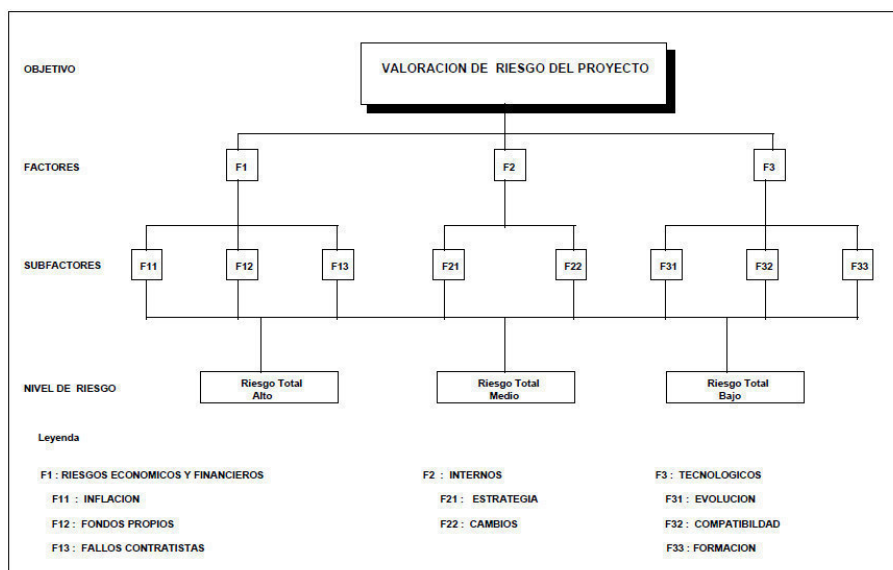 OBJETIVO
VALORACION DE RIESGO DEL PROYECTO
FACTORES
F1
F2
F3
SUBFACTORES
F11
F12
F13
F21
F22
F31
F32
F33
NIVEL DE RIESGO
Riesgo Total
Alto
Riesgo Total
Medio
Riesgo Total
Bajo
Leyenda
F1 : RIESGOS ECONOMICOS Y FINANCIEROS
F11 : INFLACION
F12 : FONDOS PROPIOS
F13 : FALLOS CONTRATISTAS
F2 : INTERNOS
F21 : ESTRATEGIA
F22 : CAMBIOS
F3 : TECNOLOGICOS
F31 : EVOLUCION
F32 : COMPATIBILDAD
F33 : FORMACION